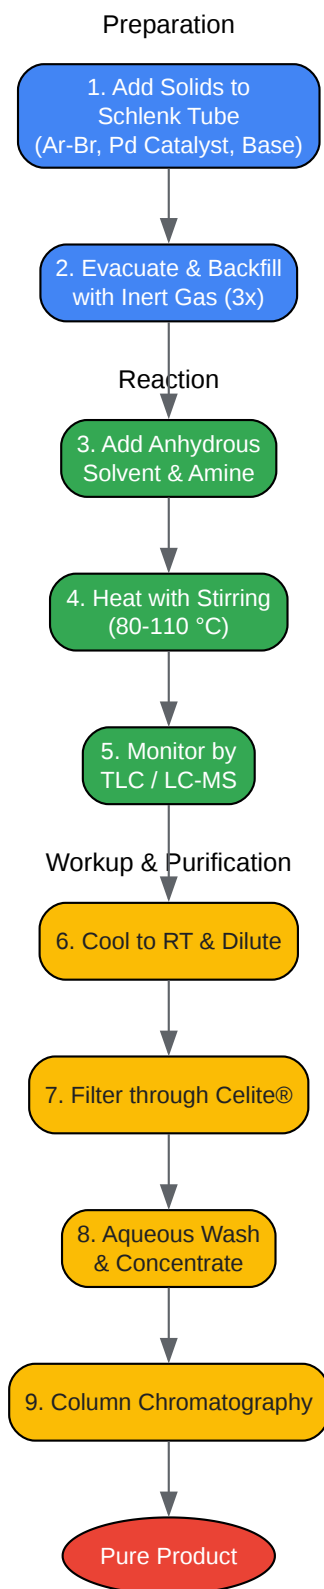 Preparation
1. Add Solids to
Schlenk Tube
(Ar-Br, Pd Catalyst, Base)
2. Evacuate & Backfill
with Inert Gas (3x)
Reaction
3. Add Anhydrous
Solvent & Amine
4. Heat with Stirring
(80-110 °C)
5. Monitor by
TLC / LC-MS
Workup & Purification
6. Cool to RT & Dilute
7. Filter through Celite®
8. Aqueous Wash
& Concentrate
9. Column Chromatography
Pure Product